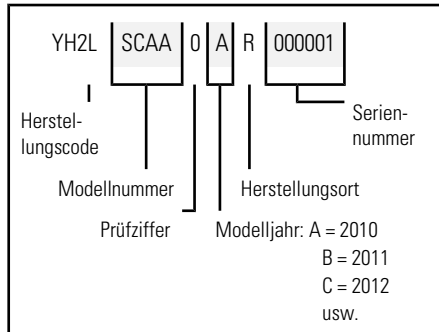 YH2L SCAA 0 A R 000001
Herstel-
lungscode
Serien-
nummer
Modellnummer
Herstellungsort
Prüfziffer
Modelljahr: A = 2010
B = 2011
C = 2012
usw.